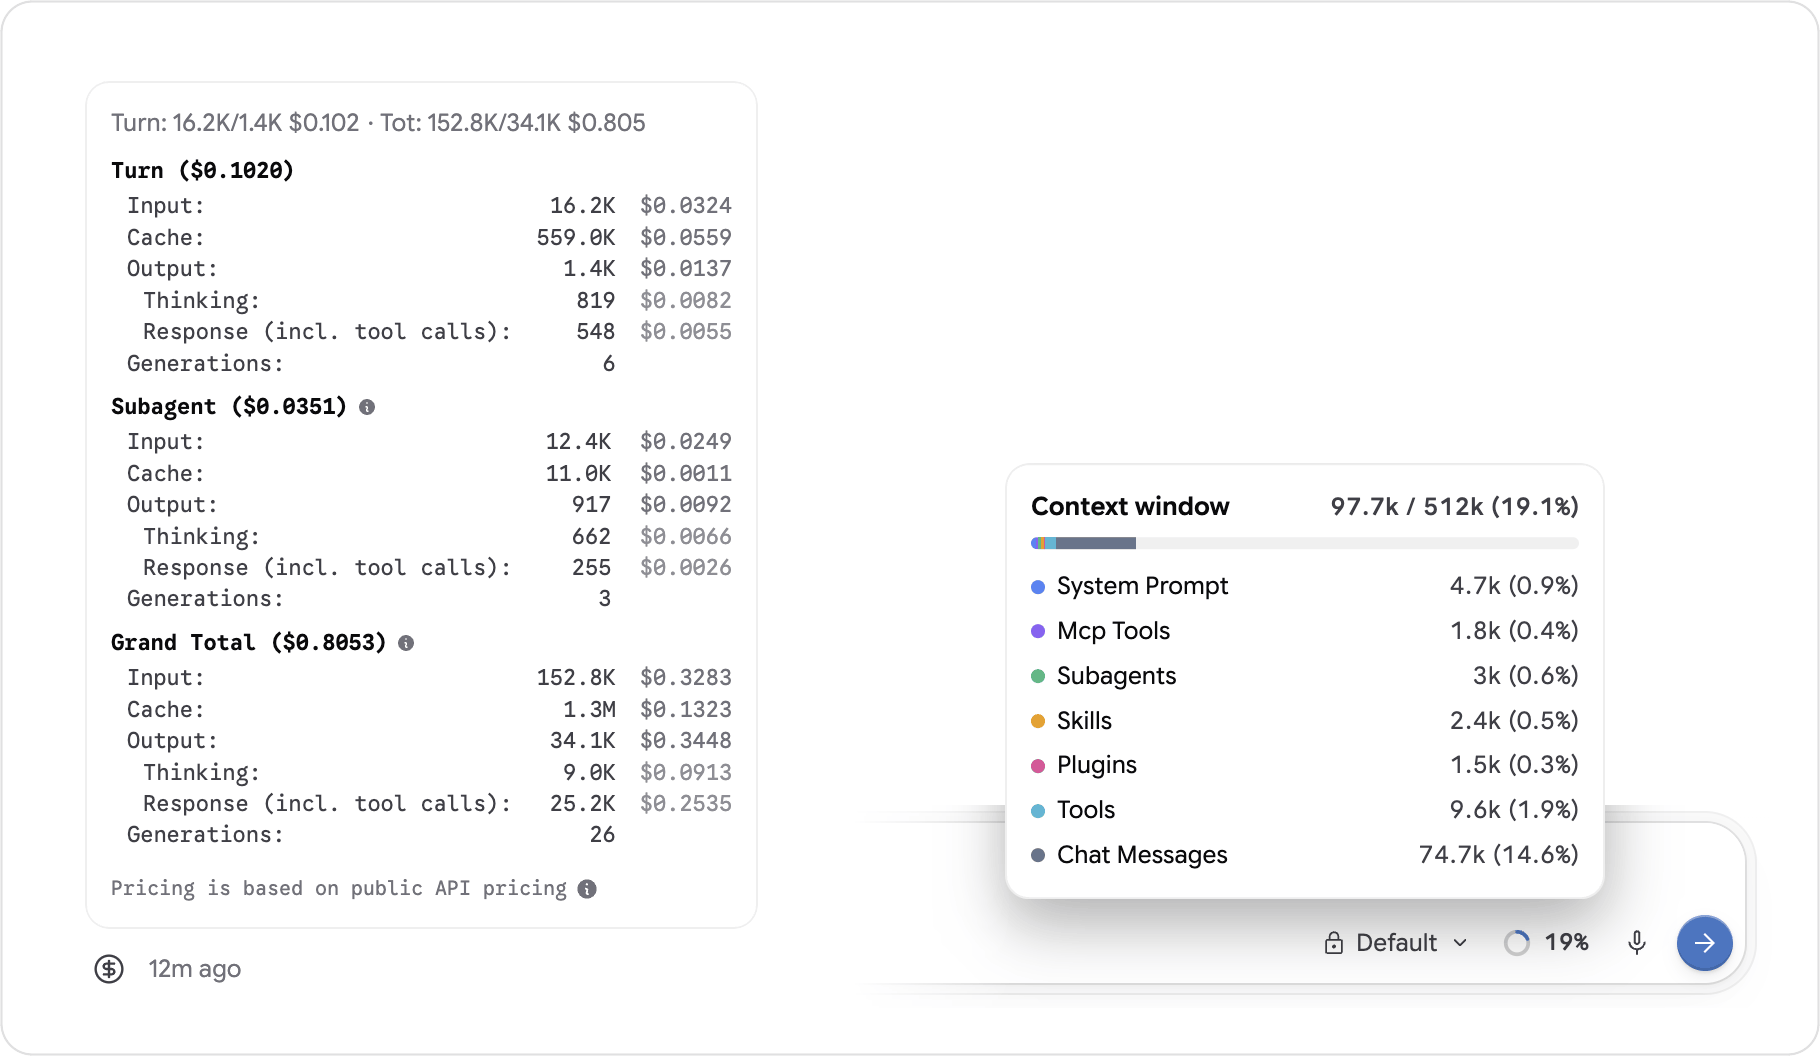 Turn: 16.2K/1.4K $0.102 · Tot: 152.8K/34.1K $0.805
Turn ($0.1020)
Input: 16.2K $0.0324
Cache: 559.0K $0.0559
Output: 1.4K $0.0137
Thinking: 819 $0.0082
Response (incl. tool calls): 548 $0.0055
Generations: 6
Subagent ($0.0351)
Input: 12.4K $0.0249
Cache: 11.0K $0.0011
Output: 917 $0.0092
Thinking: 662 $0.0066
Response (incl. tool calls): 255 $0.0026
Generations: 3
Grand Total ($0.8053)
Input: 152.8K $0.3283
Cache: 1.3M $0.1323
Output: 34.1K $0.3448
Thinking: 9.0K $0.0913
Response (incl. tool calls): 25.2K $0.2535
Generations: 26
Pricing is based on public API pricing
12m ago
Context window 97.7k / 512k (19.1%)
System Prompt 4.7k (0.9%)
Mcp Tools 1.8k (0.4%)
Subagents 3k (0.6%)
Skills 2.4k (0.5%)
Plugins 1.5k (0.3%)
Tools 9.6k (1.9%)
Chat Messages 74.7k (14.6%)
Default 19%